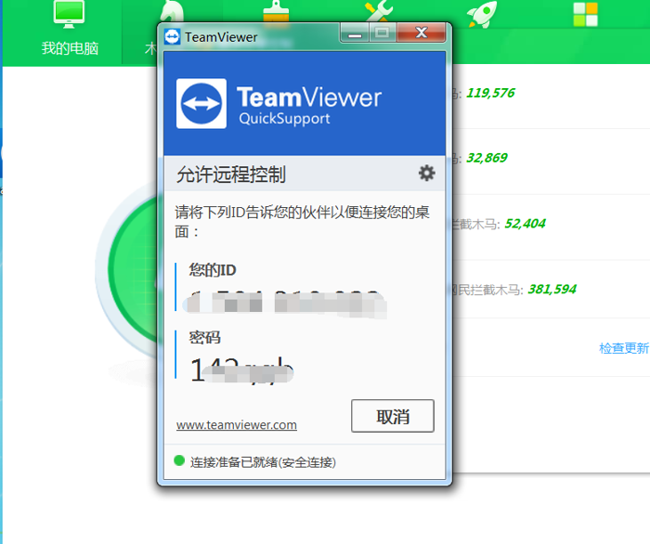 我的电脑
木
TeamViewer
TeamViewer
QuickSupport
允许远程控制
请将下列ID告诉您的伙伴以便连接您的桌
面：
您的ID
密码
www.teamviewer.com
取消
连接准备已就绪(安全连接)
马: 119,576
马: 32,869
拦截木马: 52,404
网民拦截木马: 381,594
检查更新